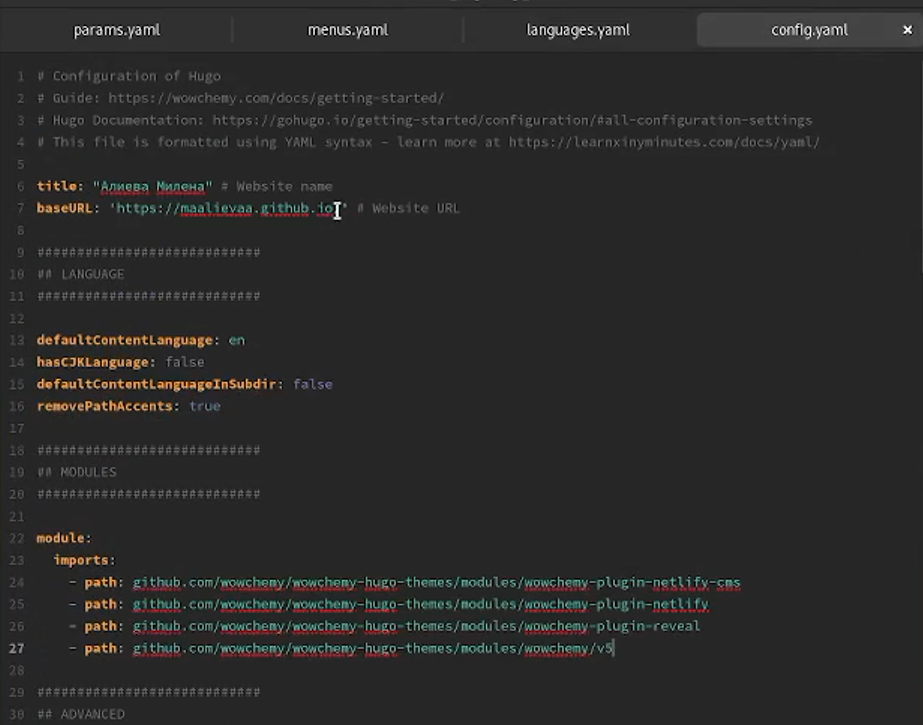 params.yaml menus.yaml languages.yaml config.yaml ×
1 # Configuration of Hugo
2 # Guide: https://wowchemy.com/docs/getting-started/
3 # Hugo Documentation: https://gohugo.io/getting-started/configuration/#all-configuration-settings
4 # This file is formatted using YAML syntax - learn more at https://learnxinyminutes.com/docs/yaml/
5
6 title: "Алиева Милена" # Website name
7 baseURL: 'https://maalievaa.github.io/' # Website URL
8
9 ############################
10 ## LANGUAGE
11 ############################
12
13 defaultContentLanguage: en
14 hasCJKLanguage: false
15 defaultContentLanguageInSubdir: false
16 removePathAccents: true
17
18 ############################
19 ## MODULES
20 ############################
21
22 module:
23 imports:
24 - path: github.com/wowchemy/wowchemy-hugo-themes/modules/wowchemy-plugin-netlify-cms
25 - path: github.com/wowchemy/wowchemy-hugo-themes/modules/wowchemy-plugin-netlify
26 - path: github.com/wowchemy/wowchemy-hugo-themes/modules/wowchemy-plugin-reveal
27 - path: github.com/wowchemy/wowchemy-hugo-themes/modules/wowchemy/v5
28
29 ############################
30 ## ADVANCED